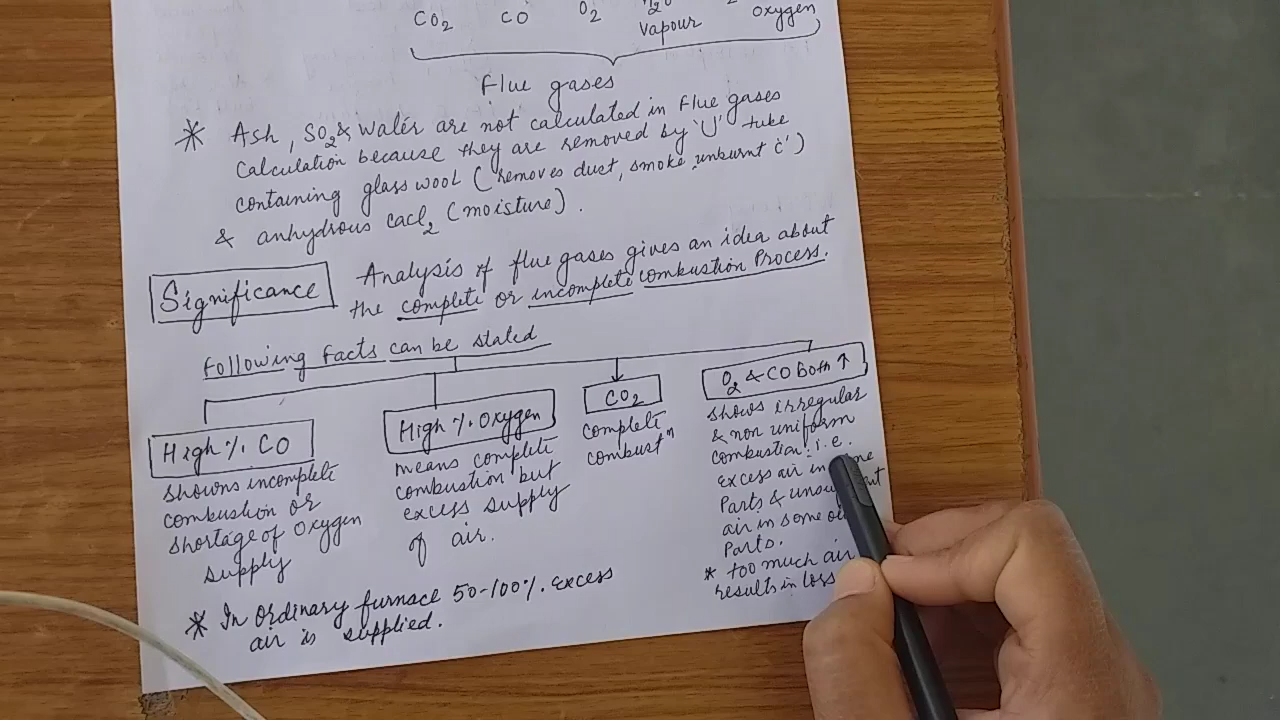 CO2 CO O2
Vapour Oxygen
Flue gases
* Ash, SO2 & Water are not calculated in flue gases
Calculation because they are removed by 'U' tube
containing glass wool (removes dust, smoke, unburnt 'c')
& anhydrous cacl2 (moisture).
Significance
Analysis of flue gases gives an idea about
the complete or incomplete combustion Process.
Following Facts can be stated
High % CO
showns incomplete
combustion or
shortage of oxygen
supply
High % Oxygen
means complete
combustion but
excess supply
of air.
CO2
complete
combustn
O2 & CO both ↑
shows irregular
& non uniform
combustion i.e.
excess air in
Parts &
air in some
Parts.
* too much air
results in loss
* In ordinary furnace 50-100% excess
air is supplied.